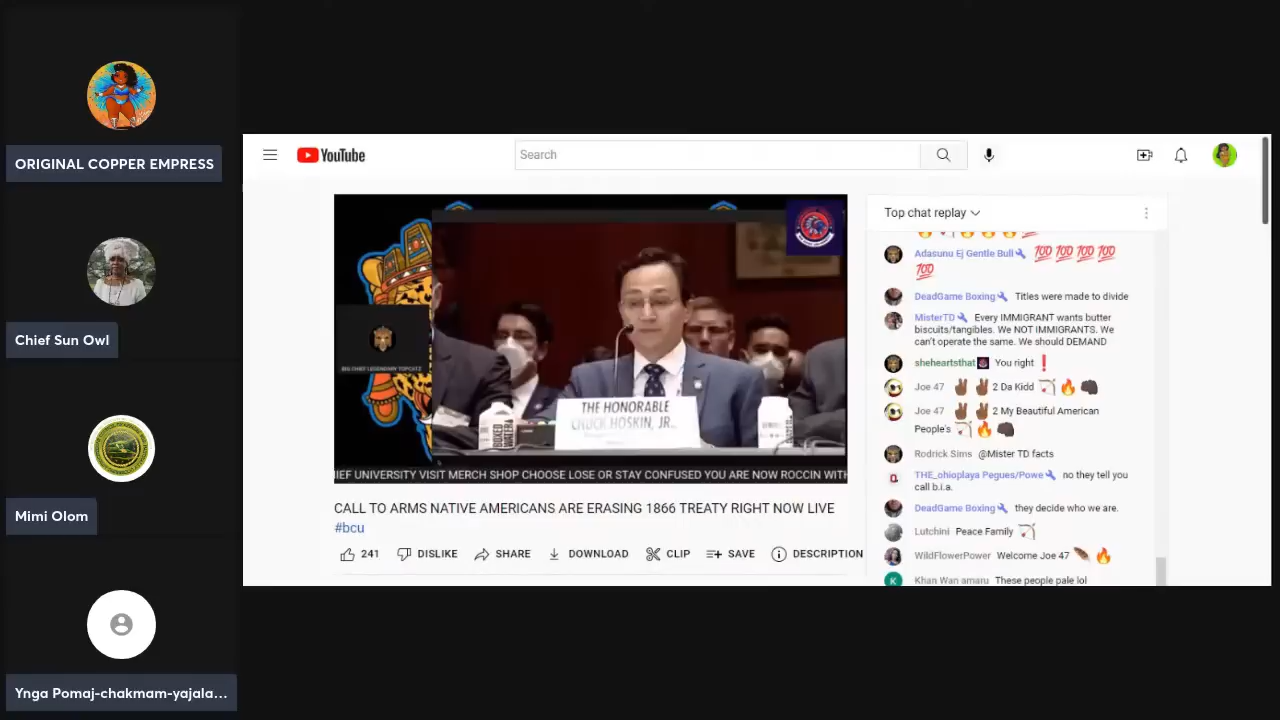 ORIGINAL COPPER EMPRESS
Chief Sun Owl
Mimi Olom
Ynga Pomaj-chakmam-yajala...
YouTube
Search
BIG CHIEF LEGENDARY TOPCATZ
THE HONORABLE
CHUCK HOSKIN, JR.
BOXED
WATER
IEF UNIVERSITY VISIT MERCH SHOP CHOOSE LOSE OR STAY CONFUSED YOU ARE NOW ROCCIN WITH
CALL TO ARMS NATIVE AMERICANS ARE ERASING 1866 TREATY RIGHT NOW LIVE
#bcu
241 DISLIKE SHARE DOWNLOAD CLIP SAVE DESCRIPTION
Top chat replay
Adasunu Ej Gentle Bull 💯 💯 💯 💯
💯
DeadGame Boxing Titles were made to divide
MisterTD Every IMMIGRANT wants butter
biscuits/tangibles. We NOT IMMIGRANTS. We
can't operate the same. We should DEMAND
sheheartsthat You right ❗
Joe 47 ✌🏾 ✌🏾 2 Da Kidd 🏹 🔥 👊🏿
Joe 47 ✌🏾 ✌🏾 2 My Beautiful American
People's 🏹 🔥 👊🏿
Rodrick Sims @Mister TD facts
THE_ohioplaya Pegues/Powe no they tell you
call b.i.a.
DeadGame Boxing they decide who we are.
Lutchini Peace Family 🏹
WildFlowerPower Welcome Joe 47 🪶 🔥
K Khan Wan amaru These people pale lol